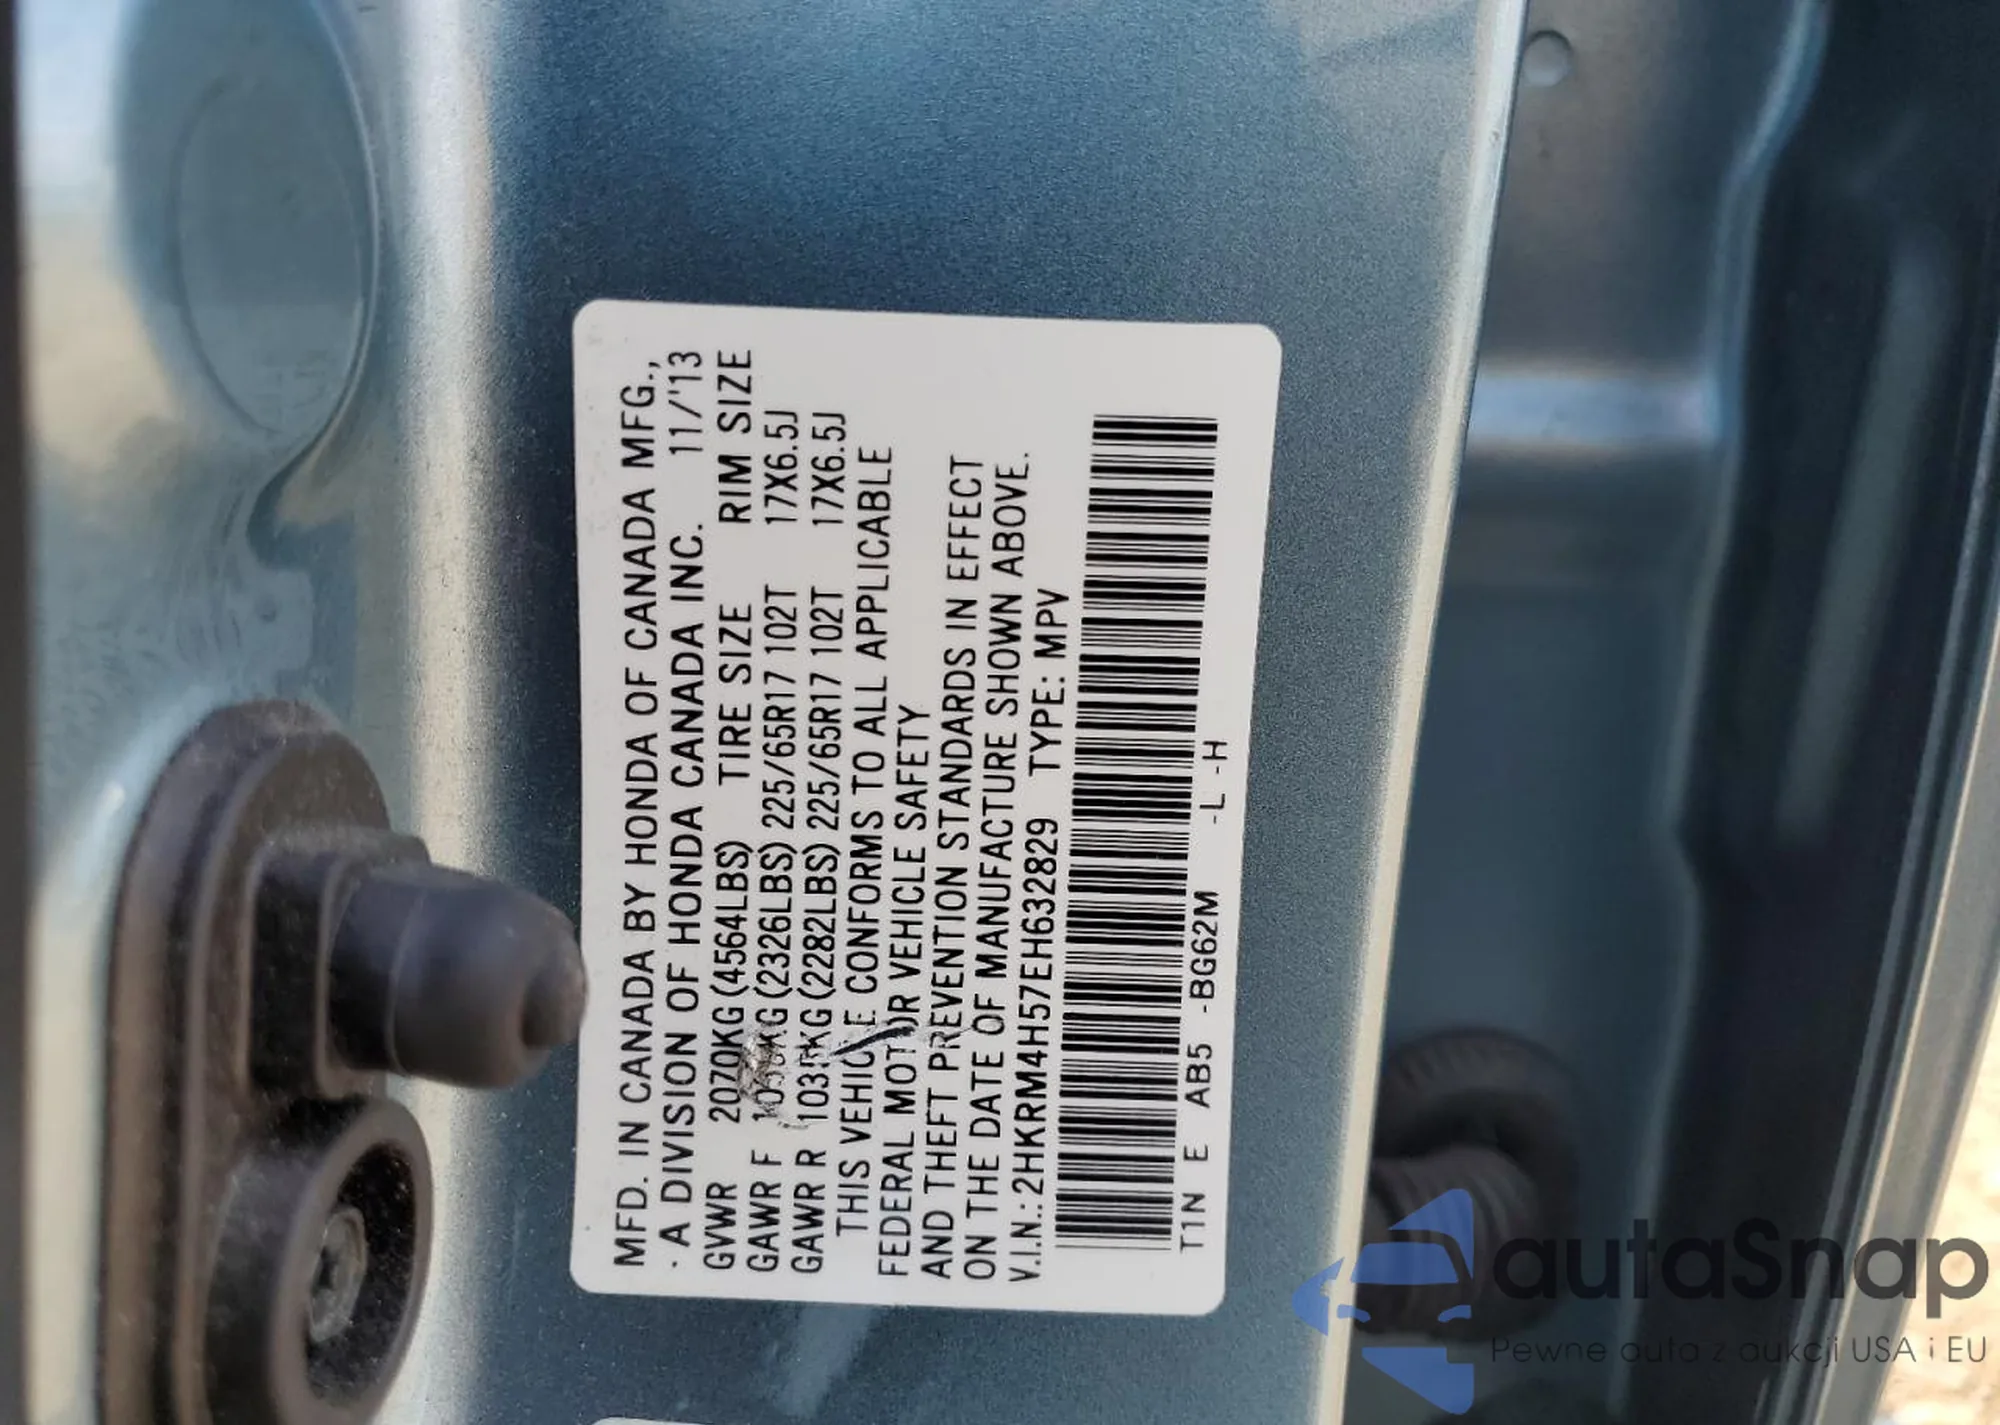 MFD. IN CANADA BY HONDA OF CANADA MFG.,
· A DIVISION OF HONDA CANADA INC. 11/'13
GVWR 2070KG (4564LBS) TIRE SIZE RIM SIZE
GAWR F (2326LBS) 225/65R17 102T 17X6.5J
GAWR R 1035KG (2282LBS) 225/65R17 102T 17X6.5J
THIS VEHICLE CONFORMS TO ALL APPLICABLE
FEDERAL MOTOR VEHICLE SAFETY
AND THEFT PREVENTION STANDARDS IN EFFECT
ON THE DATE OF MANUFACTURE SHOWN ABOVE.
V.I.N.: 2HKRM4H57EH632829 TYPE: MPV
T1N E AB5 -BG62M -L -H
autaSnap
Pewne auta z aukcji USA i EU